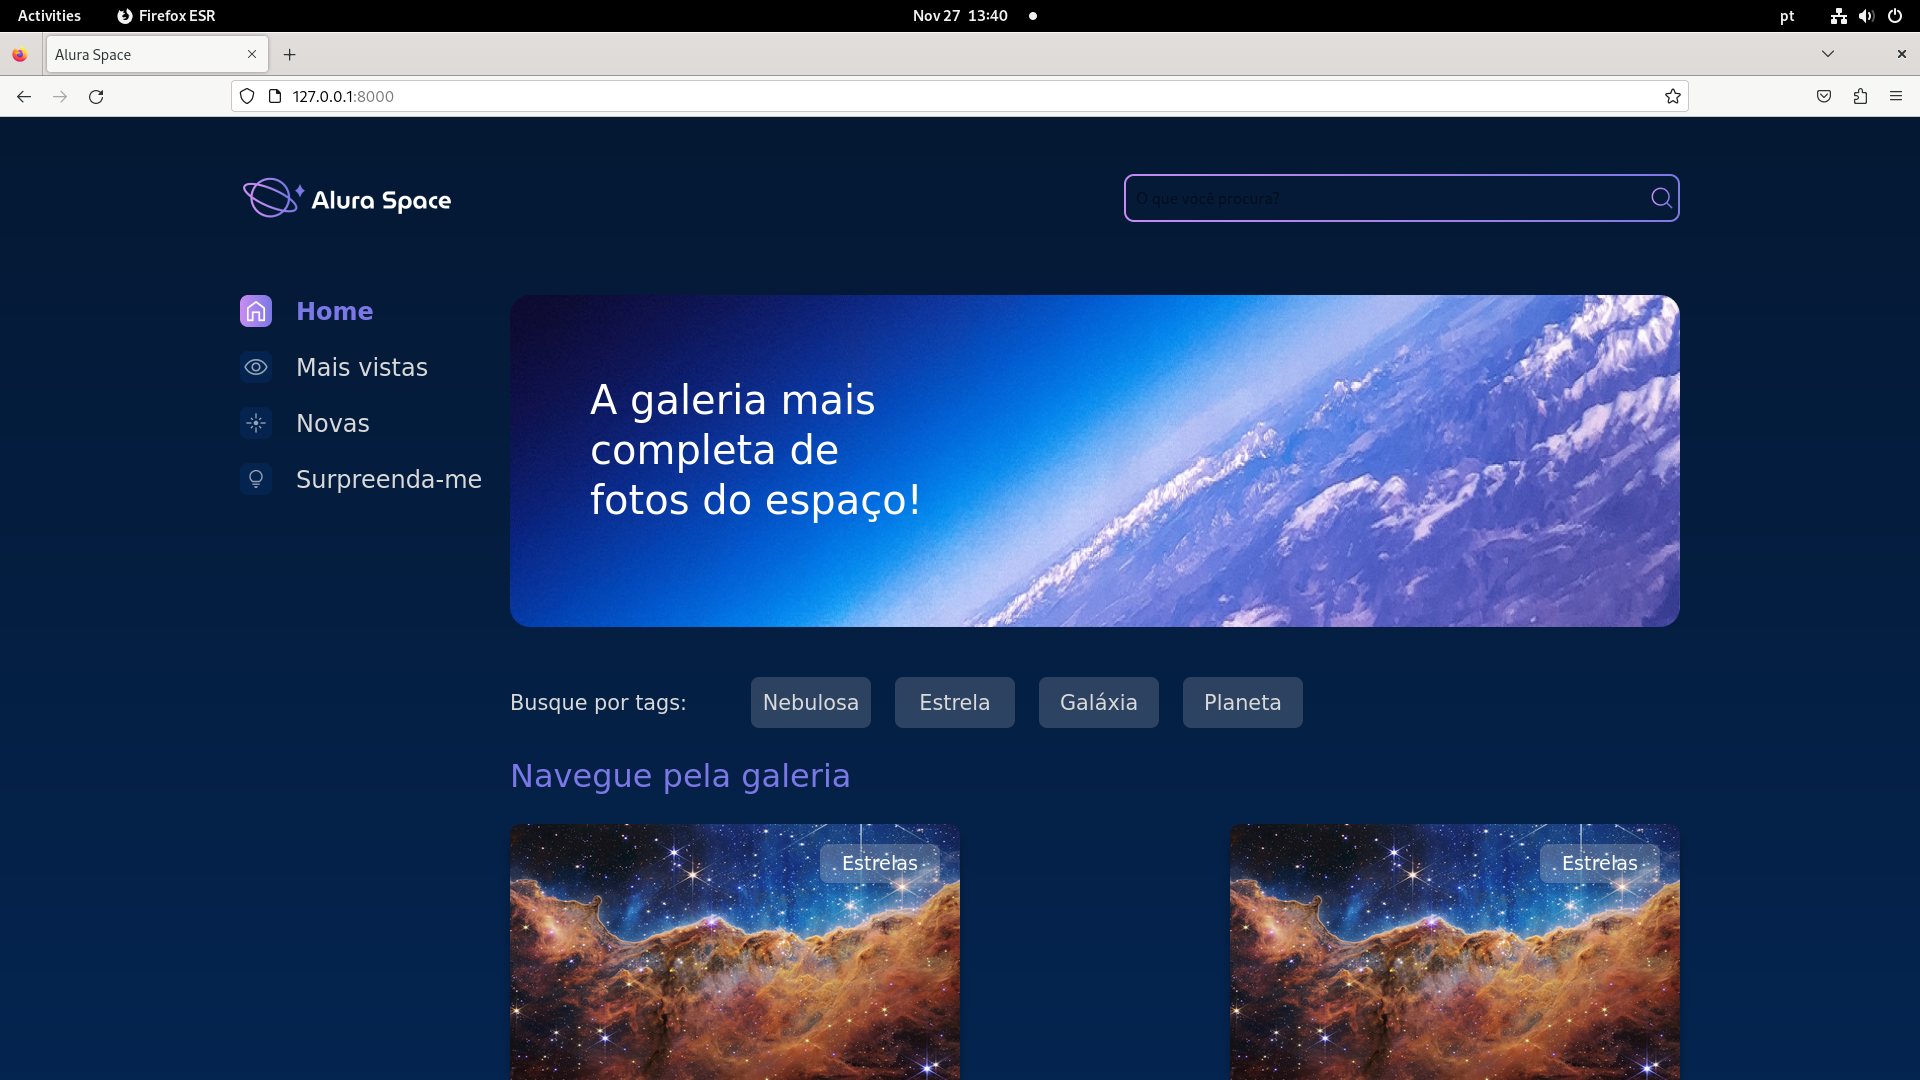 Activities
Firefox ESR
Nov 27 13:40
pt
Alura Space
127.0.0.1:8000
Alura Space
O que você procura?
Home
Mais vistas
Novas
Surpreenda-me
A galeria mais
completa de
fotos do espaço!
Busque por tags:
Nebulosa
Estrela
Galáxia
Planeta
Navegue pela galeria
Estrelas
Estrelas